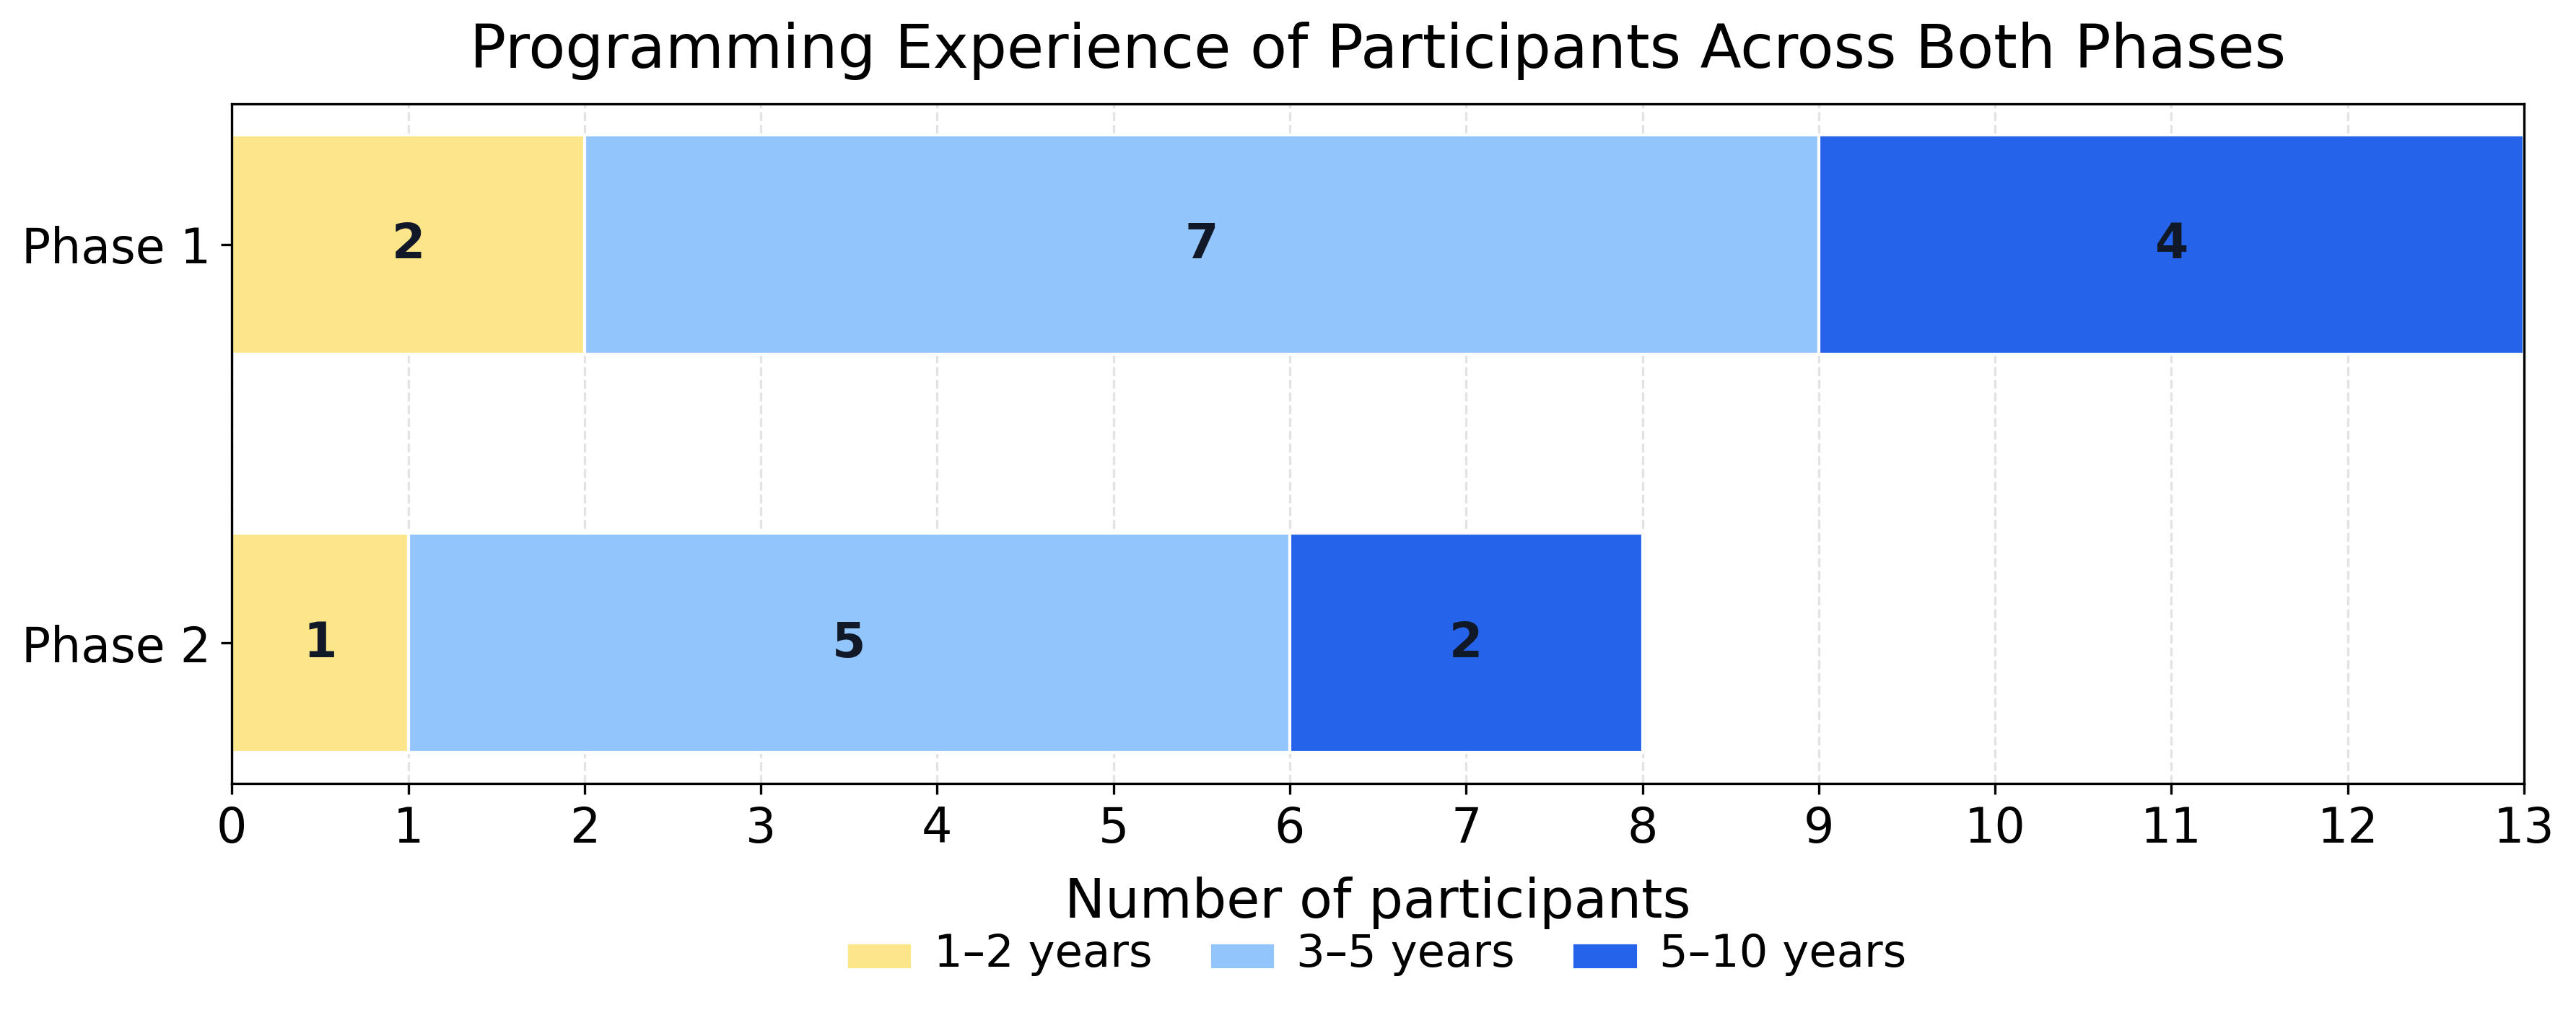 Programming Experience of Participants Across Both Phases
Phase 1
2 7 4
Phase 2
1 5 2
0 1 2 3 4 5 6 7 8 9 10 11 12 13
Number of participants
1–2 years 3–5 years 5–10 years